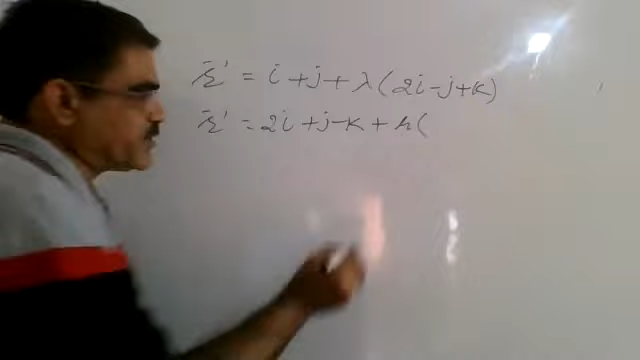 r̄' = i + j + λ(2i - j + k)
r̄' = 2i + j - k + h(